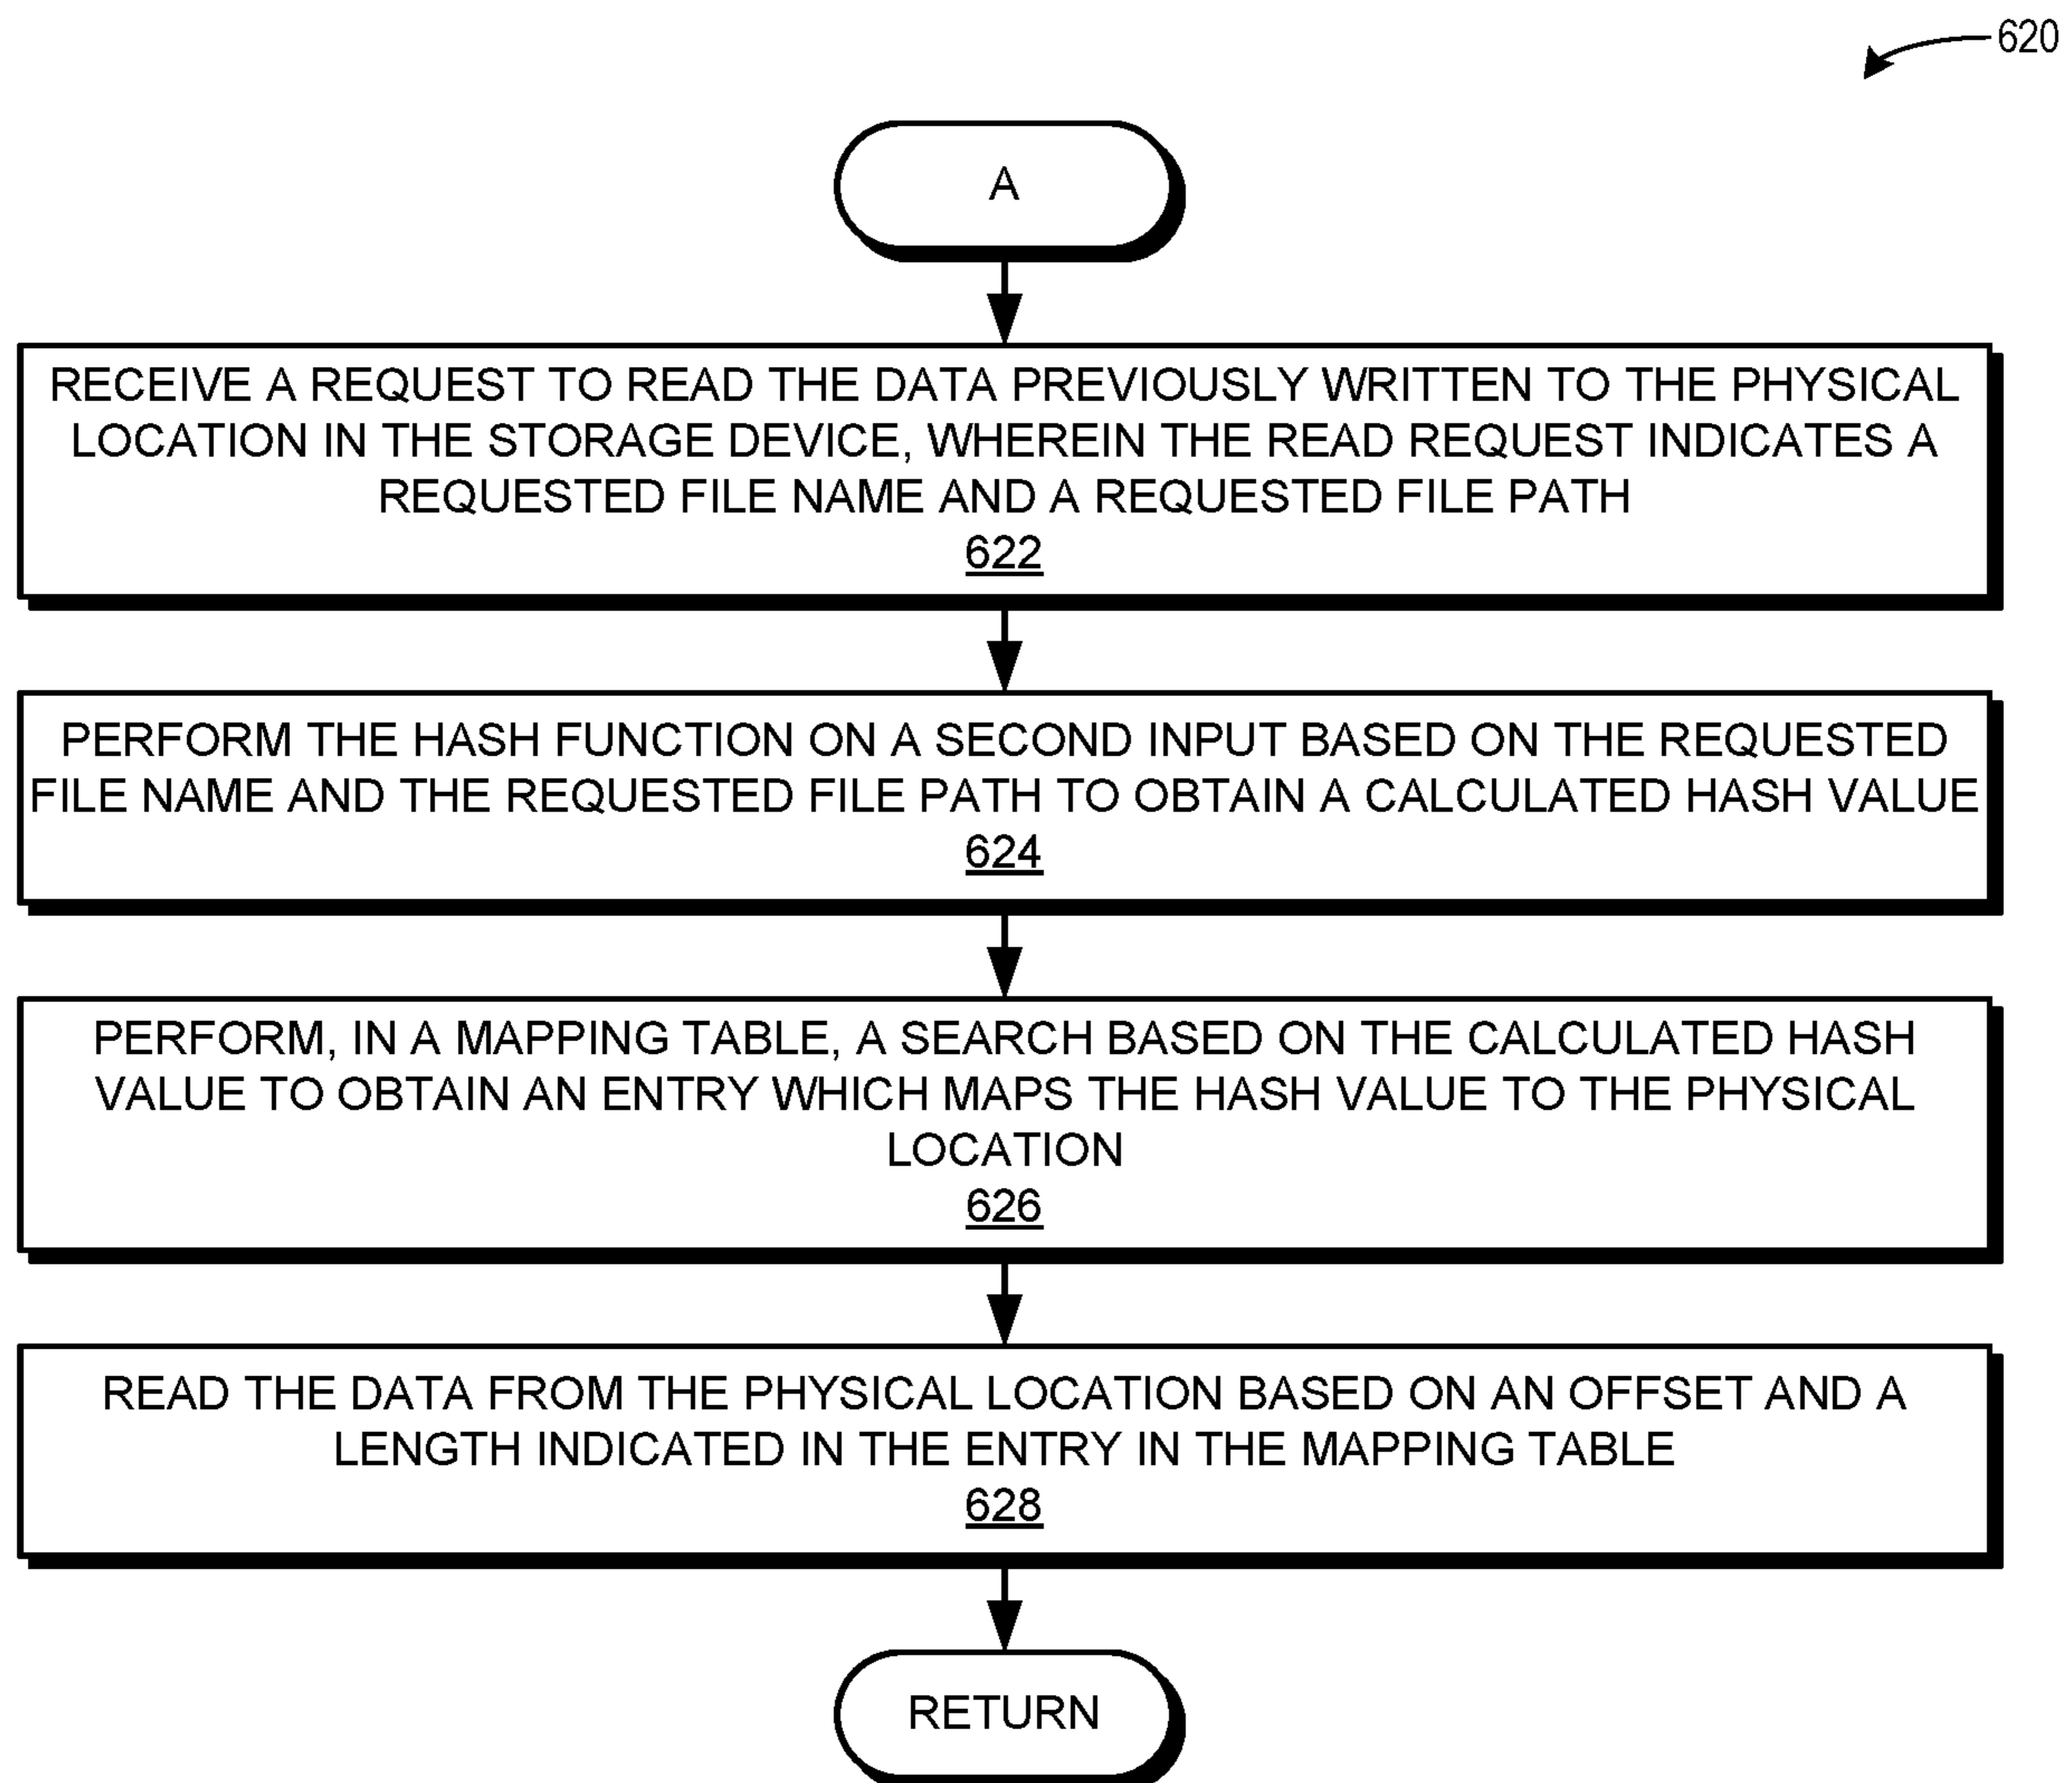 620
A
RECEIVE A REQUEST TO READ THE DATA PREVIOUSLY WRITTEN TO THE PHYSICAL
LOCATION IN THE STORAGE DEVICE, WHEREIN THE READ REQUEST INDICATES A
REQUESTED FILE NAME AND A REQUESTED FILE PATH
622
PERFORM THE HASH FUNCTION ON A SECOND INPUT BASED ON THE REQUESTED
FILE NAME AND THE REQUESTED FILE PATH TO OBTAIN A CALCULATED HASH VALUE
624
PERFORM, IN A MAPPING TABLE, A SEARCH BASED ON THE CALCULATED HASH
VALUE TO OBTAIN AN ENTRY WHICH MAPS THE HASH VALUE TO THE PHYSICAL
LOCATION
626
READ THE DATA FROM THE PHYSICAL LOCATION BASED ON AN OFFSET AND A
LENGTH INDICATED IN THE ENTRY IN THE MAPPING TABLE
628
RETURN